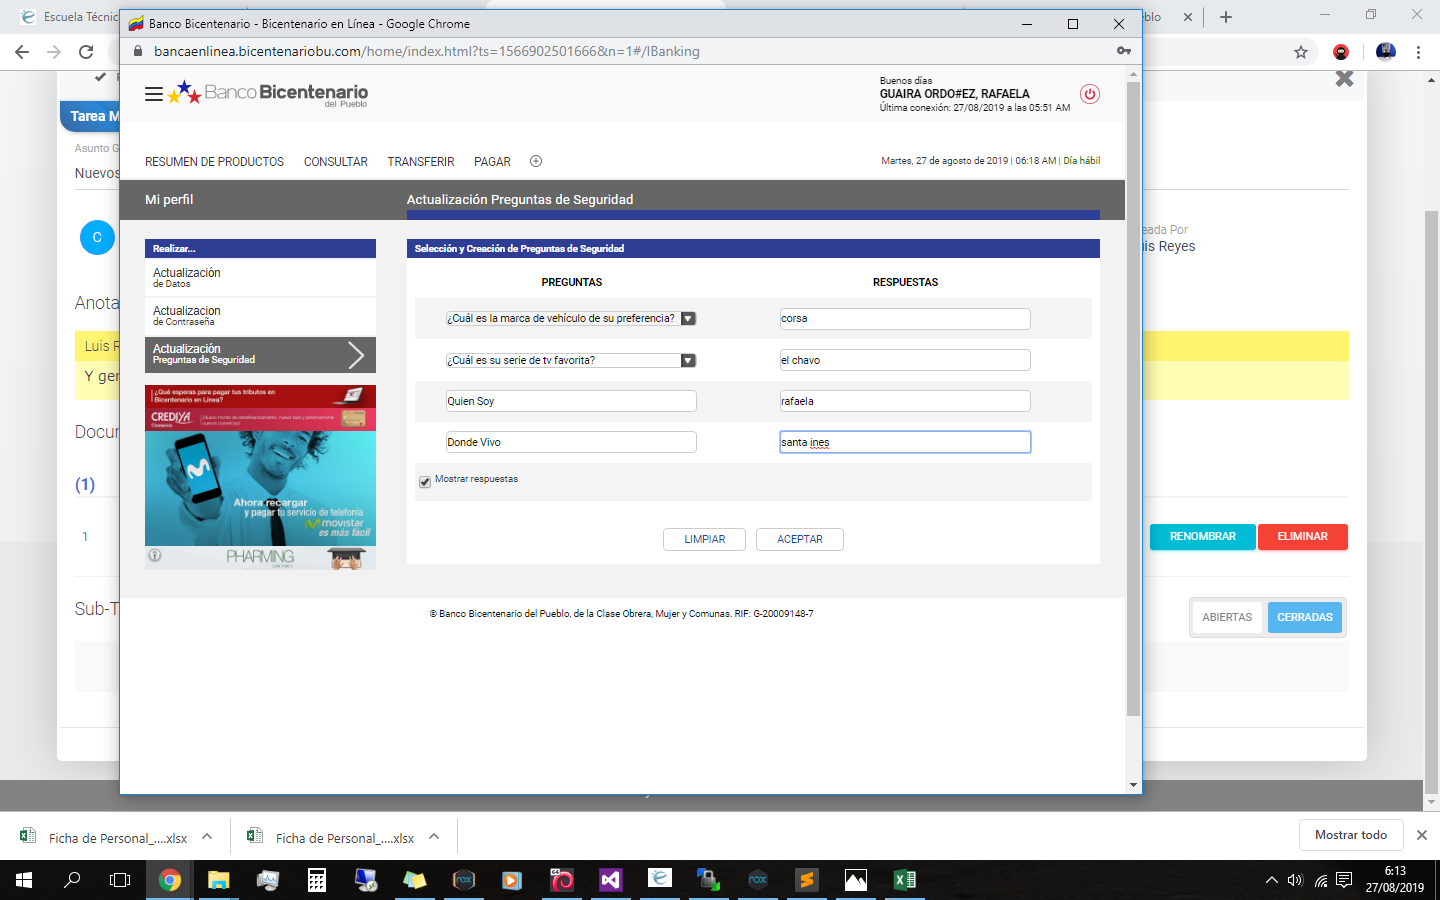 Escuela Técnic
Banco Bicentenario - Bicentenario en Línea - Google Chrome
blo
bancaenlinea.bicentenariobu.com/home/index.html?ts=1566902501666&n=1#/IBanking
Banco Bicentenario
del Pueblo
Buenos días
GUAIRA ORDO#EZ, RAFAELA
Última conexión: 27/08/2019 a las 05:51 AM
Tarea M
Asunto G
Nuevos
RESUMEN DE PRODUCTOS CONSULTAR TRANSFERIR PAGAR
Martes, 27 de agosto de 2019 | 06:18 AM | Día hábil
Mi perfil
Actualización Preguntas de Seguridad
C
eada Por
is Reyes
Realizar...
Actualización
de Datos
Actualizacion
de Contraseña
Actualización
Preguntas de Seguridad
Selección y Creación de Preguntas de Seguridad
PREGUNTAS RESPUESTAS
¿Cuál es la marca de vehículo de su preferencia? corsa
¿Cuál es su serie de tv favorita? el chavo
Quien Soy rafaela
Donde Vivo santa ines
Mostrar respuestas
LIMPIAR ACEPTAR
Anota
Luis R
Y ger
Docur
(1)
1
Sub-T
¿Qué esperas para pagar tus tributos en
Bicentenario en Línea?
CREDIYA
Ahora recargar
y pagar tu servicio de telefonía
movistar
es más fácil
PHARMING
RENOMBRAR ELIMINAR
ABIERTAS CERRADAS
© Banco Bicentenario del Pueblo, de la Clase Obrera, Mujer y Comunas. RIF: G-20009148-7
Ficha de Personal_....xlsx
Ficha de Personal_....xlsx
Mostrar todo
6:13
27/08/2019